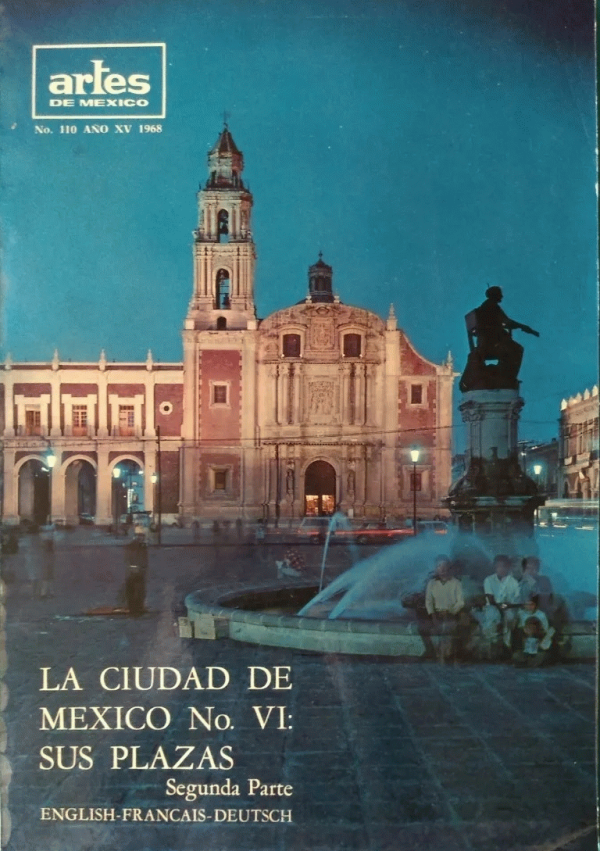 artes
DE MEXICO
No. 110 AÑO XV 1968
LA CIUDAD DE
MEXICO No. VI:
SUS PLAZAS
Segunda Parte
ENGLISH-FRANCAIS-DEUTSCH